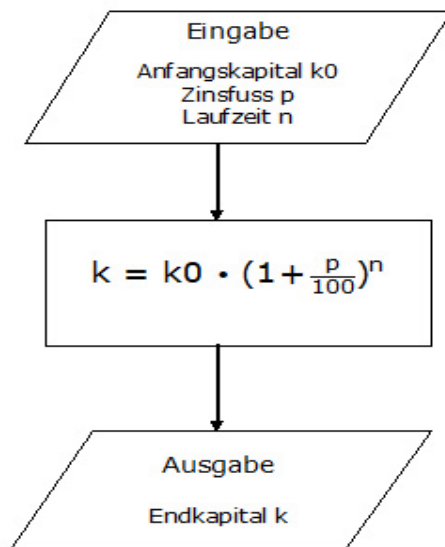 Eingabe
Anfangskapital k0
Zinsfuss p
Laufzeit n
k = k0 · (1+p/100)^n
Ausgabe
Endkapital k